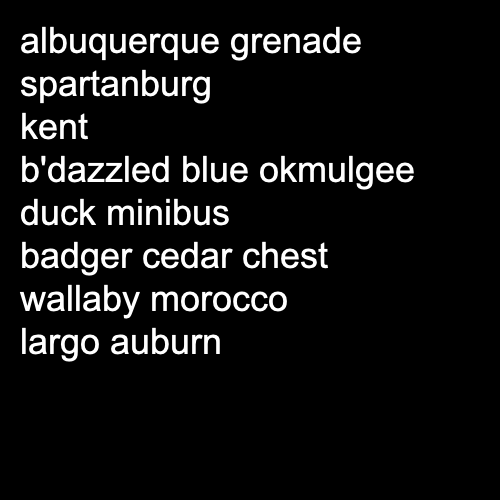 albuquerque grenade
spartanburg
kent
b'dazzled blue okmulgee
duck minibus
badger cedar chest
wallaby morocco
largo auburn